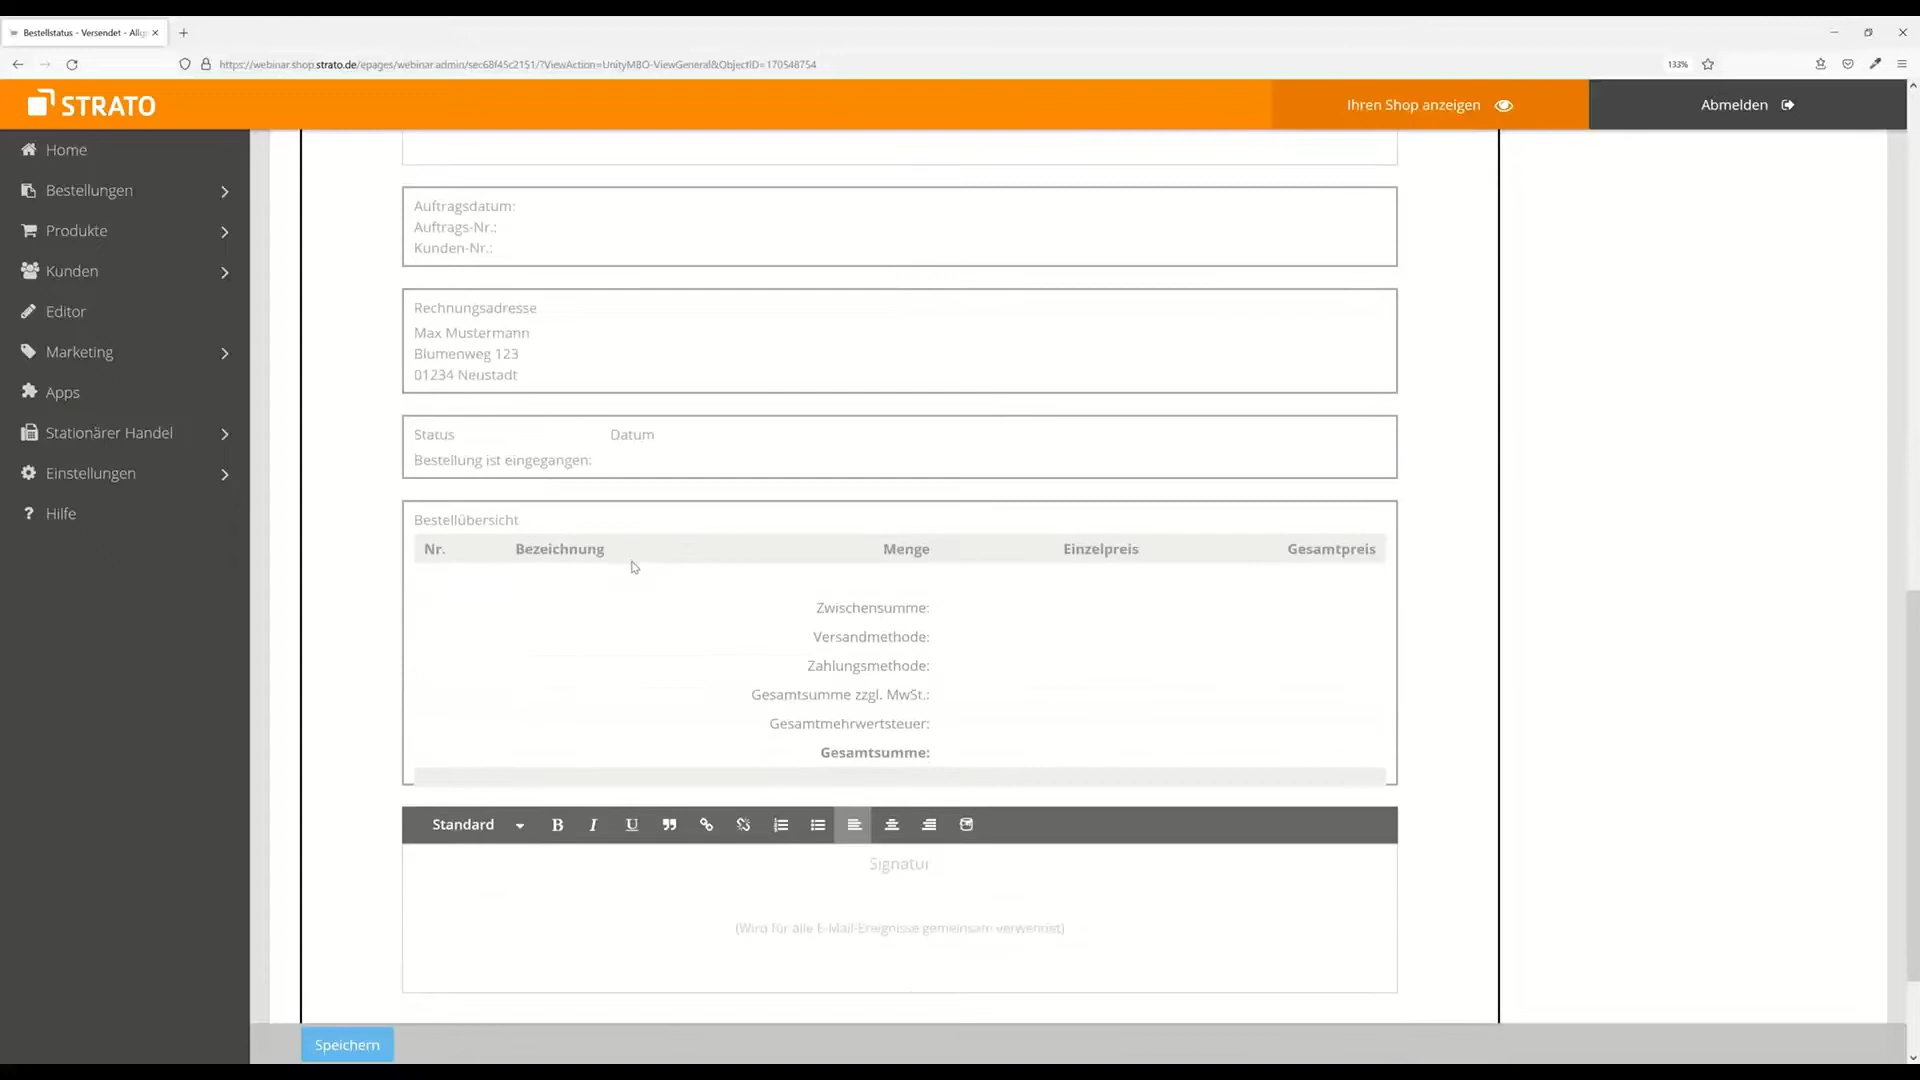 Bestellstatus - Versendet - Allg
https://webinar.shop.strato.de/epages/webinar.admin/sec68f45c2151/?ViewAction=UnityMBO-ViewGeneral&ObjectID=170548754
133%
STRATO
Ihren Shop anzeigen
Abmelden
Home
Bestellungen
Produkte
Kunden
Editor
Marketing
Apps
Stationärer Handel
Einstellungen
? Hilfe
Auftragsdatum:
Auftrags-Nr.:
Kunden-Nr.:
Rechnungsadresse
Max Mustermann
Blumenweg 123
01234 Neustadt
Status Datum
Bestellung ist eingegangen:
Bestellübersicht
Nr. Bezeichnung Menge Einzelpreis Gesamtpreis
Zwischensumme:
Versandmethode:
Zahlungsmethode:
Gesamtsumme zzgl. MwSt.:
Gesamtmehrwertsteuer:
Gesamtsumme:
Standard B I U
Signatur
(Wird für alle E-Mail-Ereignisse gemeinsam verwendet)
Speichern